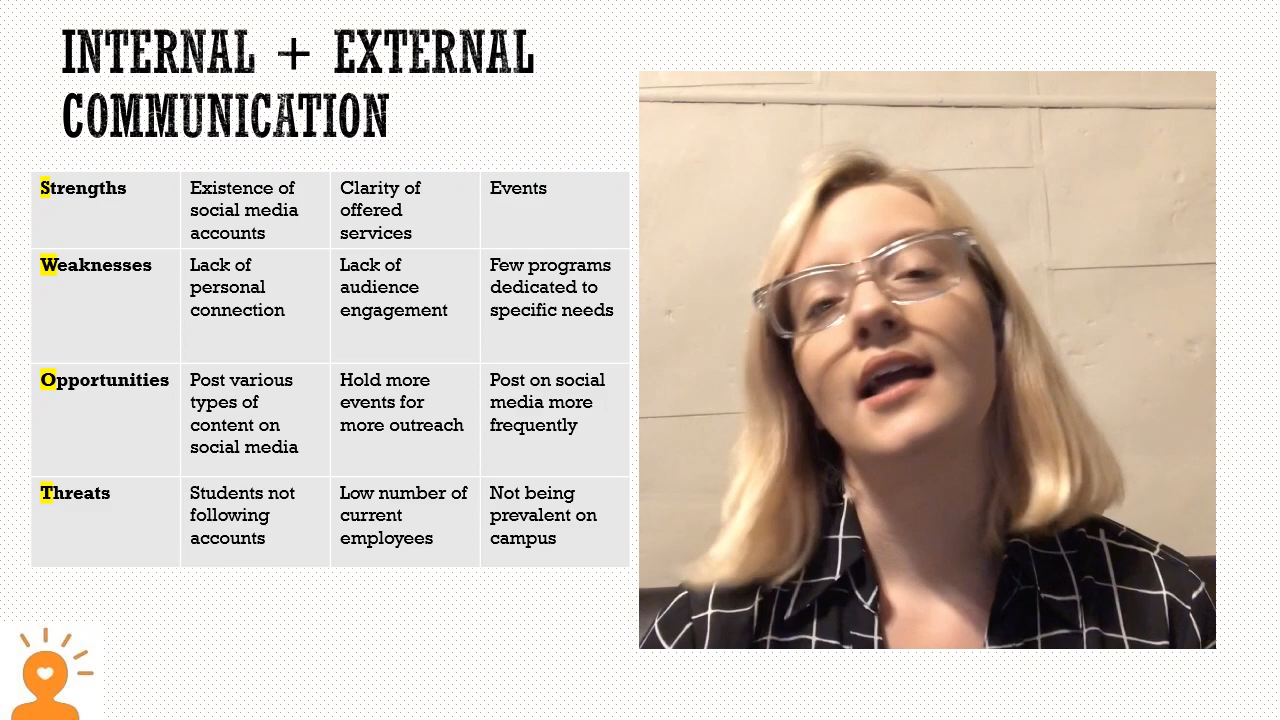 INTERNAL + EXTERNAL
COMMUNICATION
Strengths
Existence of
social media
accounts
Clarity of
offered
services
Events
Weaknesses
Lack of
personal
connection
Lack of
audience
engagement
Few programs
dedicated to
specific needs
Opportunities
Post various
types of
content on
social media
Hold more
events for
more outreach
Post on social
media more
frequently
Threats
Students not
following
accounts
Low number of
current
employees
Not being
prevalent on
campus